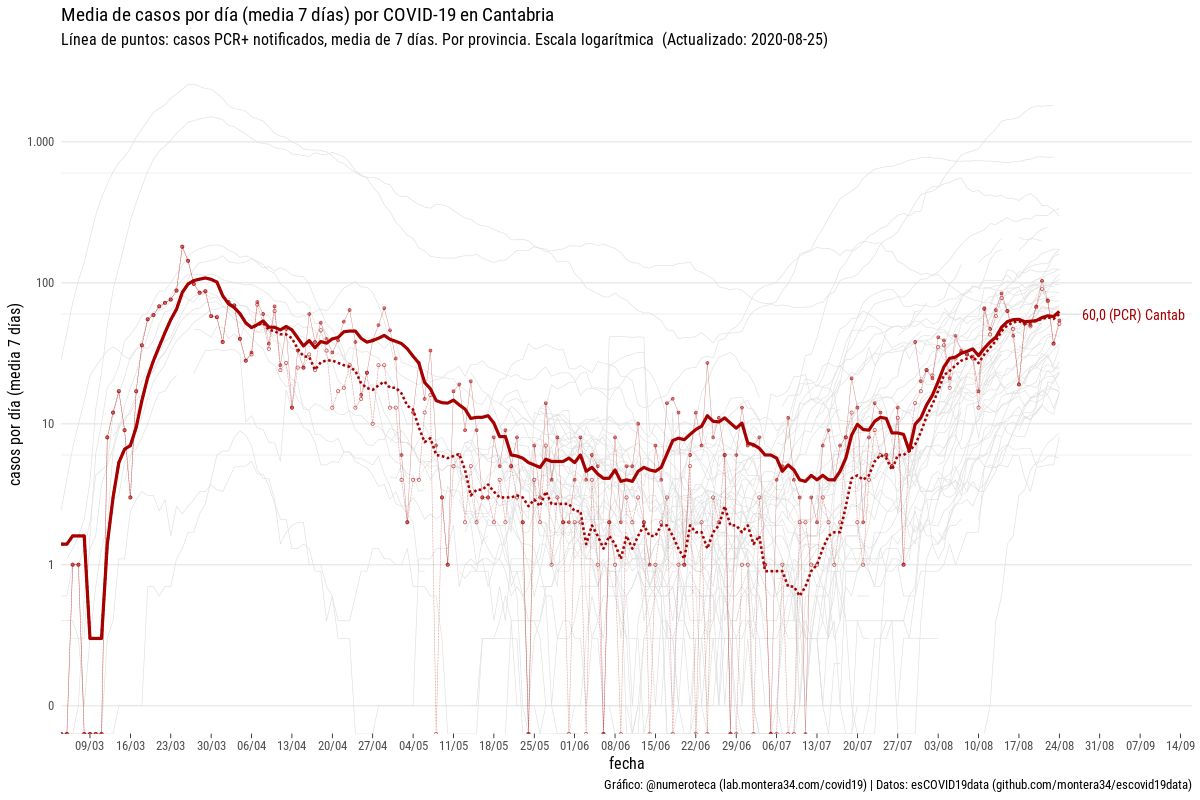 Media de casos por día (media 7 días) por COVID-19 en Cantabria
Línea de puntos: casos PCR+ notificados, media de 7 días. Por provincia. Escala logarítmica (Actualizado: 2020-08-25)
casos por día (media 7 días)
1.000
100
10
1
0
60,0 (PCR) Cantab
09/03 16/03 23/03 30/03 06/04 13/04 20/04 27/04 04/05 11/05 18/05 25/05 01/06 08/06 15/06 22/06 29/06 06/07 13/07 20/07 27/07 03/08 10/08 17/08 24/08 31/08 07/09 14/09
fecha
Gráfico: @numeroteca (lab.montera34.com/covid19) | Datos: esCOVID19data (github.com/montera34/escovid19data)